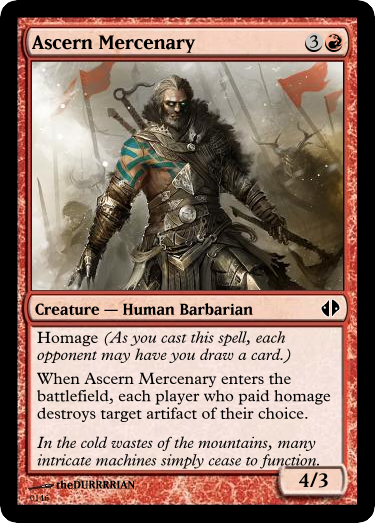 Ascern Mercenary 3
Creature — Human Barbarian
Homage (As you cast this spell, each
opponent may have you draw a card.)
When Ascern Mercenary enters the
battlefield, each player who paid homage
destroys target artifact of their choice.
In the cold wastes of the mountains, many
intricate machines simply cease to function.
4/3
theDURRRRIAN